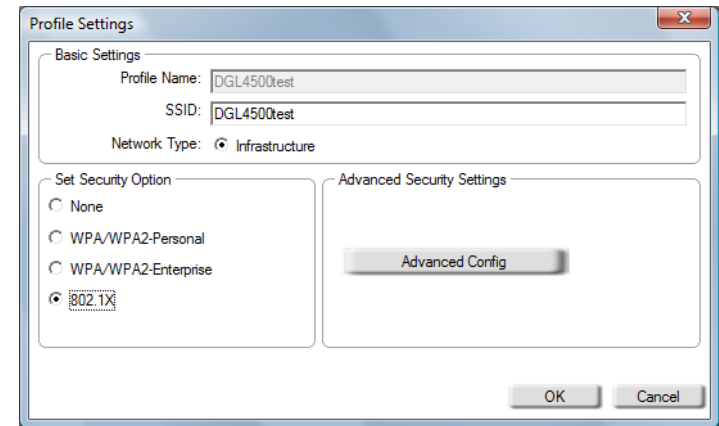 Profile Settings
Basic Settings
Profile Name: DGL4500test
SSID: DGL4500test
Network Type: Infrastructure
Set Security Option
None
WPA/WPA2-Personal
WPA/WPA2-Enterprise
802.1X
Advanced Security Settings
Advanced Config
OK Cancel